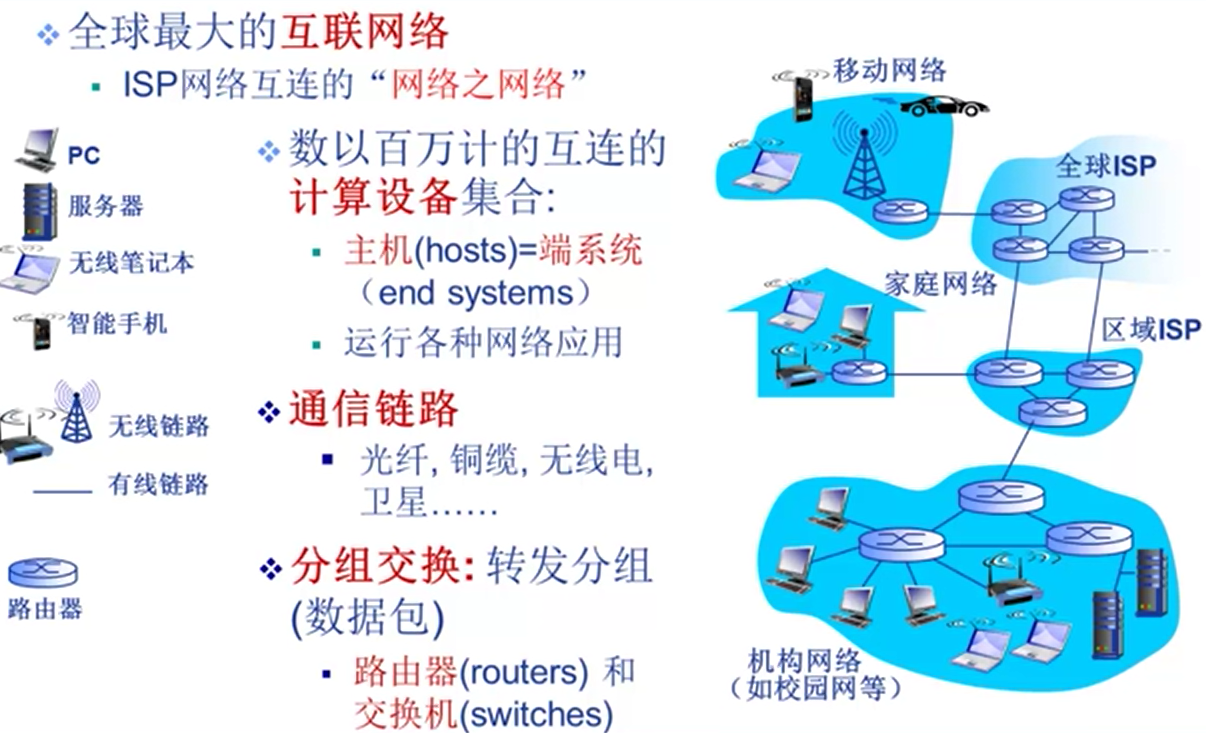 全球最大的互联网络
ISP网络互连的“网络之网络”
PC
服务器
无线笔记本
智能手机
无线链路
有线链路
路由器
数以百万计的互连的
计算设备集合:
主机(hosts)=端系统
（end systems）
运行各种网络应用
通信链路
光纤, 铜缆, 无线电,
卫星……
分组交换: 转发分组
(数据包)
路由器(routers) 和
交换机(switches)
移动网络
全球ISP
家庭网络
区域ISP
机构网络
（如校园网等）